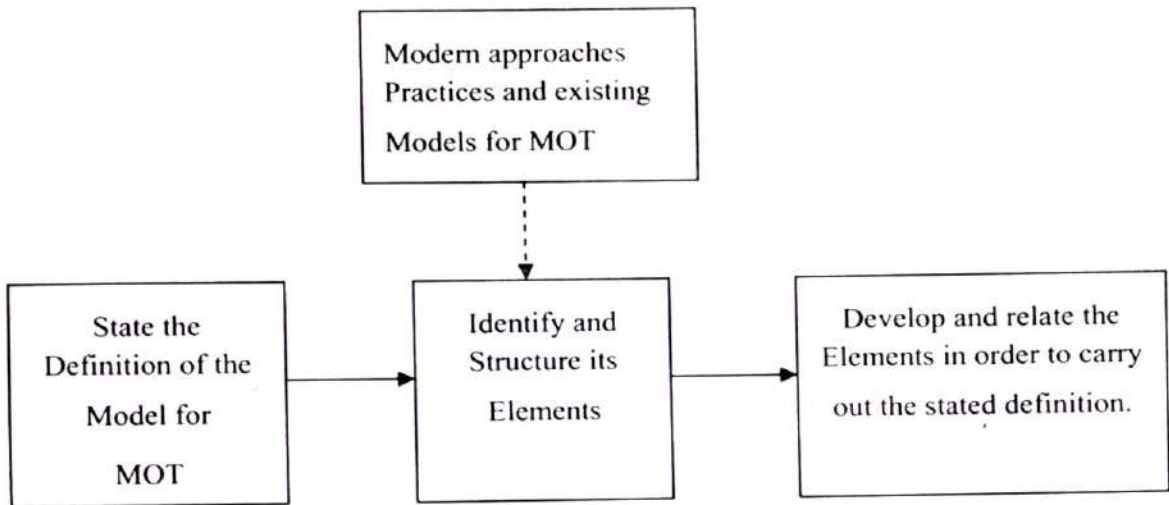 Modern approaches
Practices and existing
Models for MOT
State the
Definition of the
Model for
MOT
Identify and
Structure its
Elements
Develop and relate the
Elements in order to carry
out the stated definition.